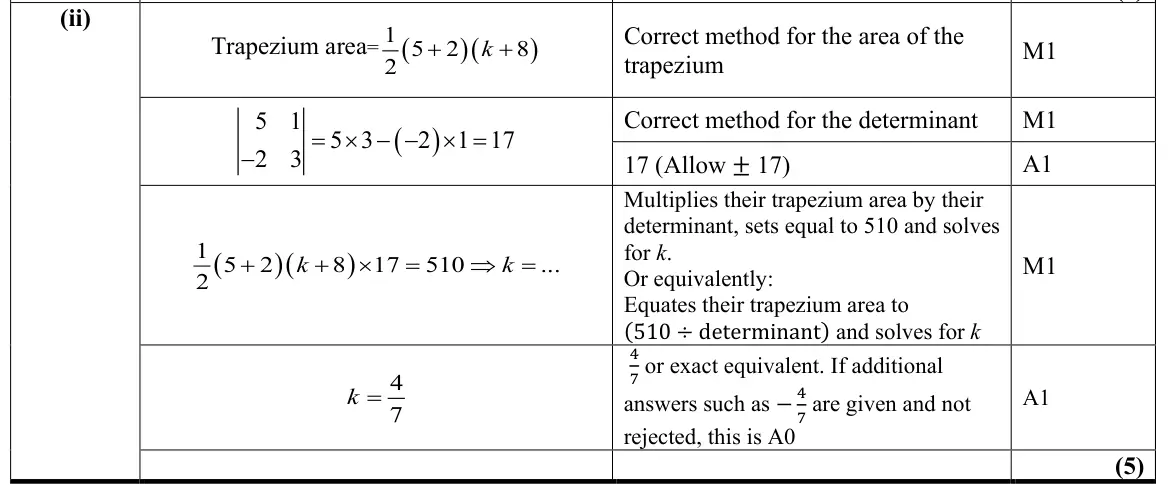 (ii)
Trapezium area=1/2(5+2)(k+8)
Correct method for the area of the
trapezium
M1
|5 1|
|−2 3| =5×3−(−2)×1=17
Correct method for the determinant
M1
17 (Allow ± 17)
A1
1/2(5+2)(k+8)×17=510⇒k=...
Multiplies their trapezium area by their
determinant, sets equal to 510 and solves
for k.
Or equivalently:
Equates their trapezium area to
(510 ÷ determinant) and solves for k
M1
k=4/7
4/7 or exact equivalent. If additional
answers such as −4/7 are given and not
rejected, this is A0
A1
(5)